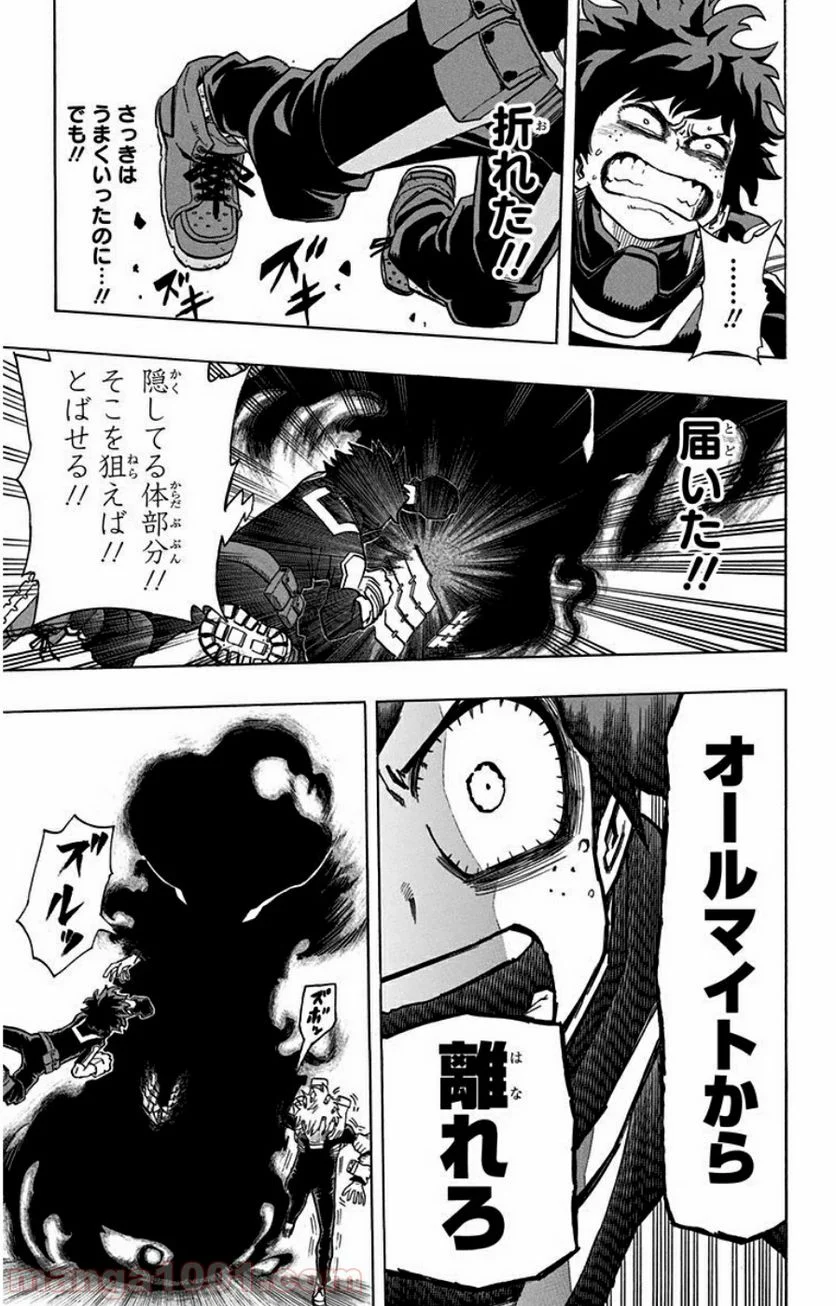 ……!!
折れた!!
さっきは
うまくいったのに…!!
でも!!
ズキ
ズキ
届いた!!
隠してる体部分!!
そこを狙えば!!
とばせる!!
オールマイトから
離れろ
ズズ
ズルッ
ズボッ
manga1001.com